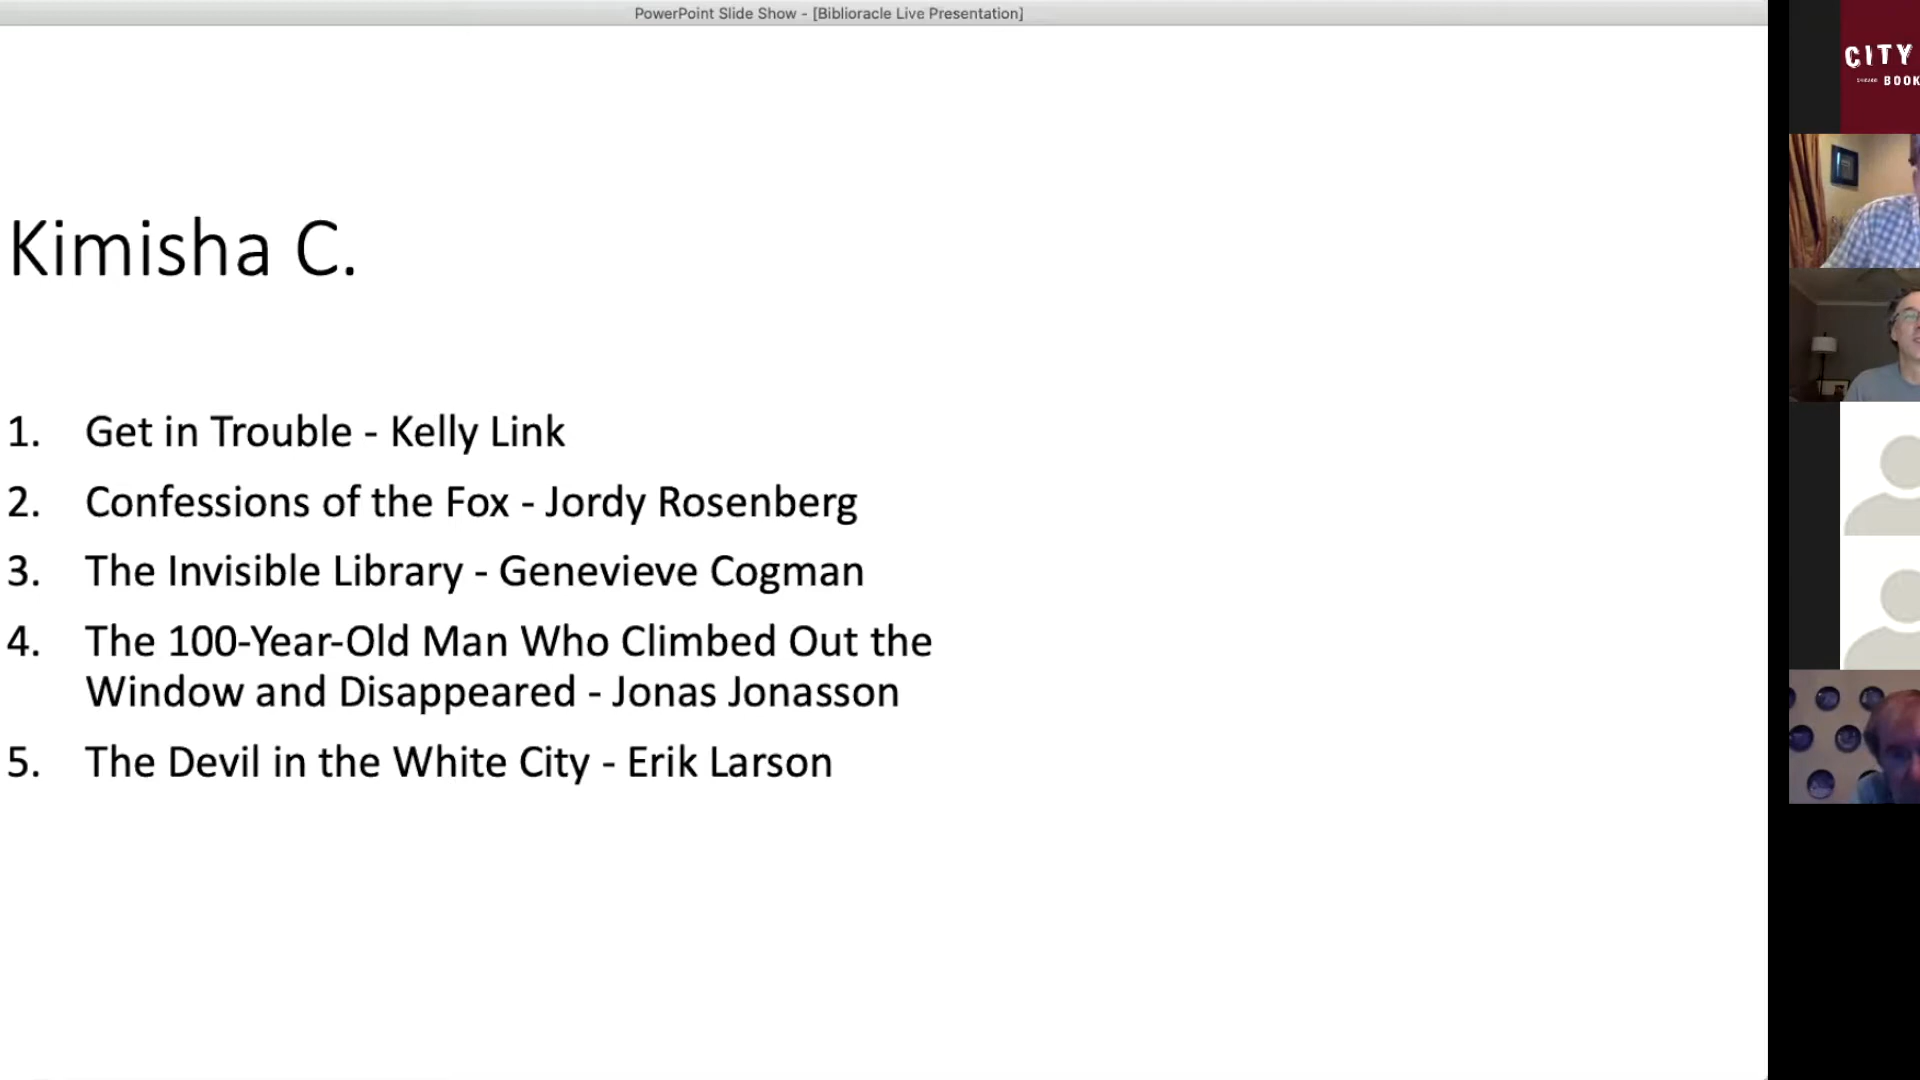 PowerPoint Slide Show - [Biblioracle Live Presentation]
CITY
BOOK
Kimisha C.
1. Get in Trouble - Kelly Link
2. Confessions of the Fox - Jordy Rosenberg
3. The Invisible Library - Genevieve Cogman
4. The 100-Year-Old Man Who Climbed Out the
Window and Disappeared - Jonas Jonasson
5. The Devil in the White City - Erik Larson